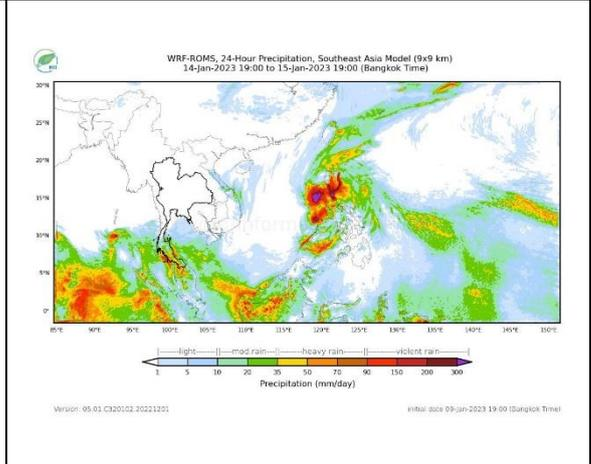 WRF-ROMS, 24-Hour Precipitation, Southeast Asia Model (9x9 km)
14-Jan-2023 19:00 to 15-Jan-2023 19:00 (Bangkok Time)
30°N
25°N
20°N
15°N
10°N
5°N
0°
85°E 90°E 95°E 100°E 105°E 110°E 115°E 120°E 125°E 130°E 135°E 140°E 145°E 150°E
light mod rain heavy rain violent rain
1 5 10 20 35 50 70 90 150 200 300
Precipitation (mm/day)
Version: 05.01.C320102.20221201 initial date 09-Jan-2023 19:00 (Bangkok Time)